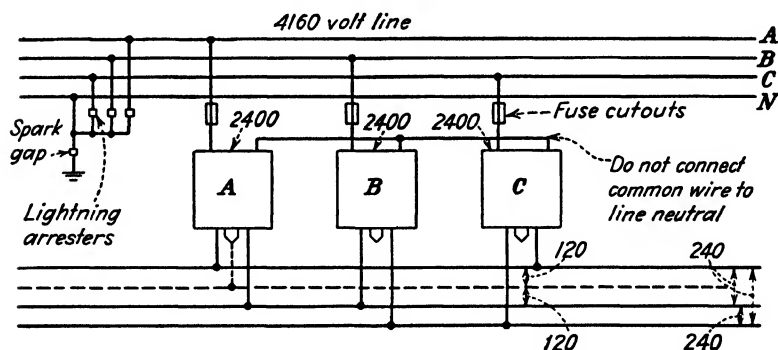 4160 volt line
A
B
C
N
Spark
gap
Lightning
arresters
2400
2400
2400
Fuse cutouts
Do not connect
common wire to
line neutral
A
B
C
120
240
120
240